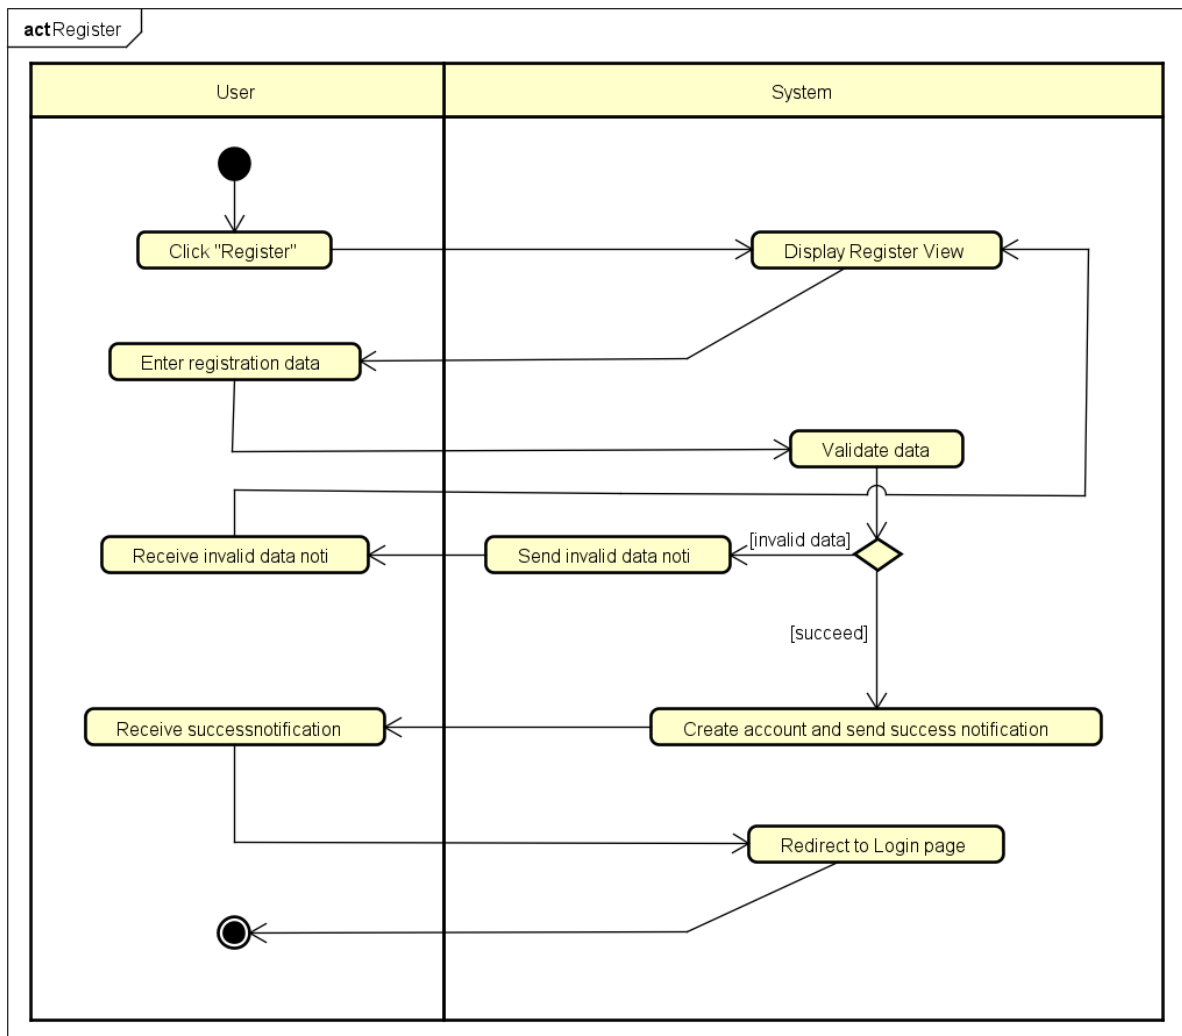 actRegister
User
System
Click "Register"
Display Register View
Enter registration data
Validate data
[invalid data]
Receive invalid data noti
Send invalid data noti
[succeed]
Receive successnotification
Create account and send success notification
Redirect to Login page